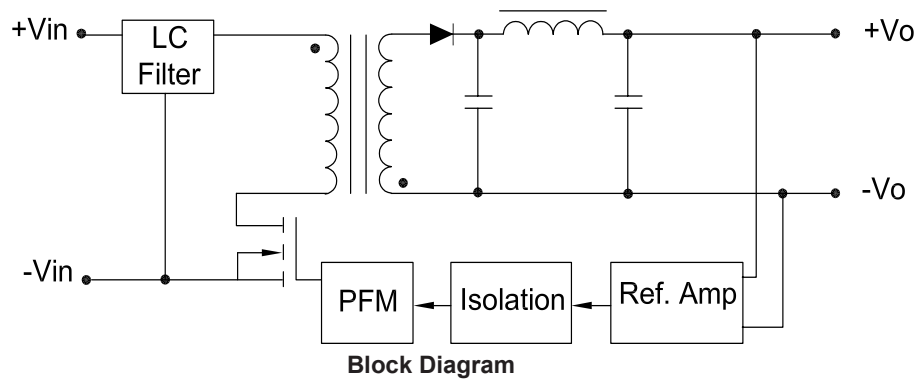 +Vin
LC
Filter
+Vo
-Vo
-Vin
PFM
Isolation
Ref. Amp
Block Diagram